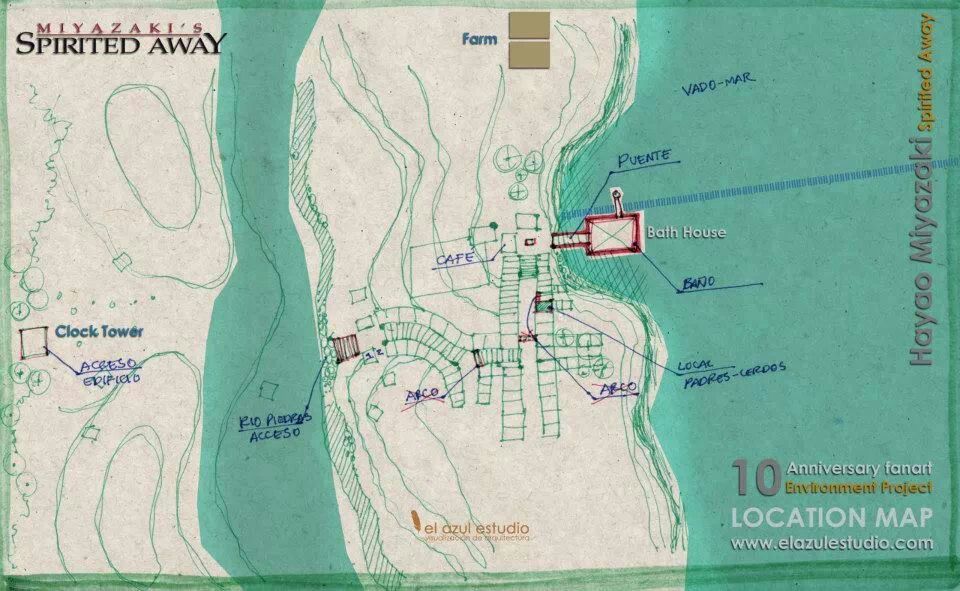 MIYAZAKI'S
SPIRITED AWAY
Farm
VADO-MAR
Hayao Miyazaki Spirited Away
PUENTE
Bath House
CAFE
BAÑO
Clock Tower
ACCESO
EDIFICIO
1,2
LOCAL
PADRES-CERDOS
ARCO
ARCO
RIO PIEDRAS
ACCESO
10 Anniversary fanart
Environment Project
LOCATION MAP
www.elazulestudio.com
el azul estudio
visualización de arquitectura